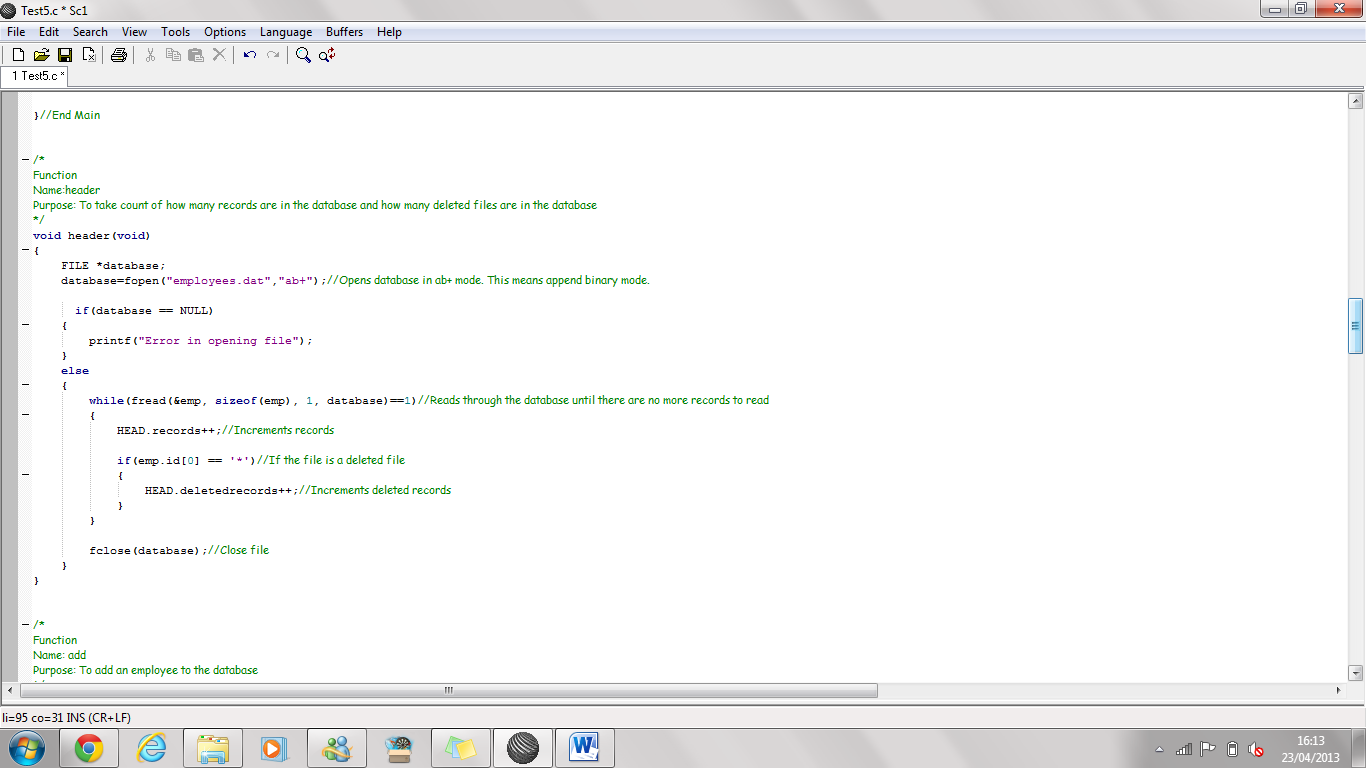 Test5.c * Sc1
File Edit Search View Tools Options Language Buffers Help
1 Test5.c *
}//End Main
/*
Function
Name:header
Purpose: To take count of how many records are in the database and how many deleted files are in the database
*/
void header(void)
{
FILE *database;
database=fopen("employees.dat","ab+");//Opens database in ab+ mode. This means append binary mode.
if(database == NULL)
{
printf("Error in opening file");
}
else
{
while(fread(&emp, sizeof(emp), 1, database)==1)//Reads through the database until there are no more records to read
{
HEAD.records++;//Increments records
if(emp.id[0] == '*')//If the file is a deleted file
{
HEAD.deletedrecords++;//Increments deleted records
}
}
fclose(database);//Close file
}
}
/*
Function
Name: add
Purpose: To add an employee to the database
li=95 co=31 INS (CR+LF)
16:13
23/04/2013